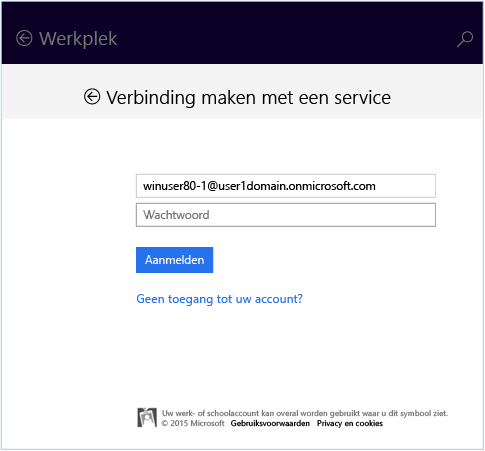 Werkplek
Verbinding maken met een service
winuser80-1@user1domain.onmicrosoft.com
Wachtwoord
Aanmelden
Geen toegang tot uw account?
Uw werk- of schoolaccount kan overal worden gebruikt waar u dit symbool ziet.
© 2015 Microsoft Gebruiksvoorwaarden Privacy en cookies